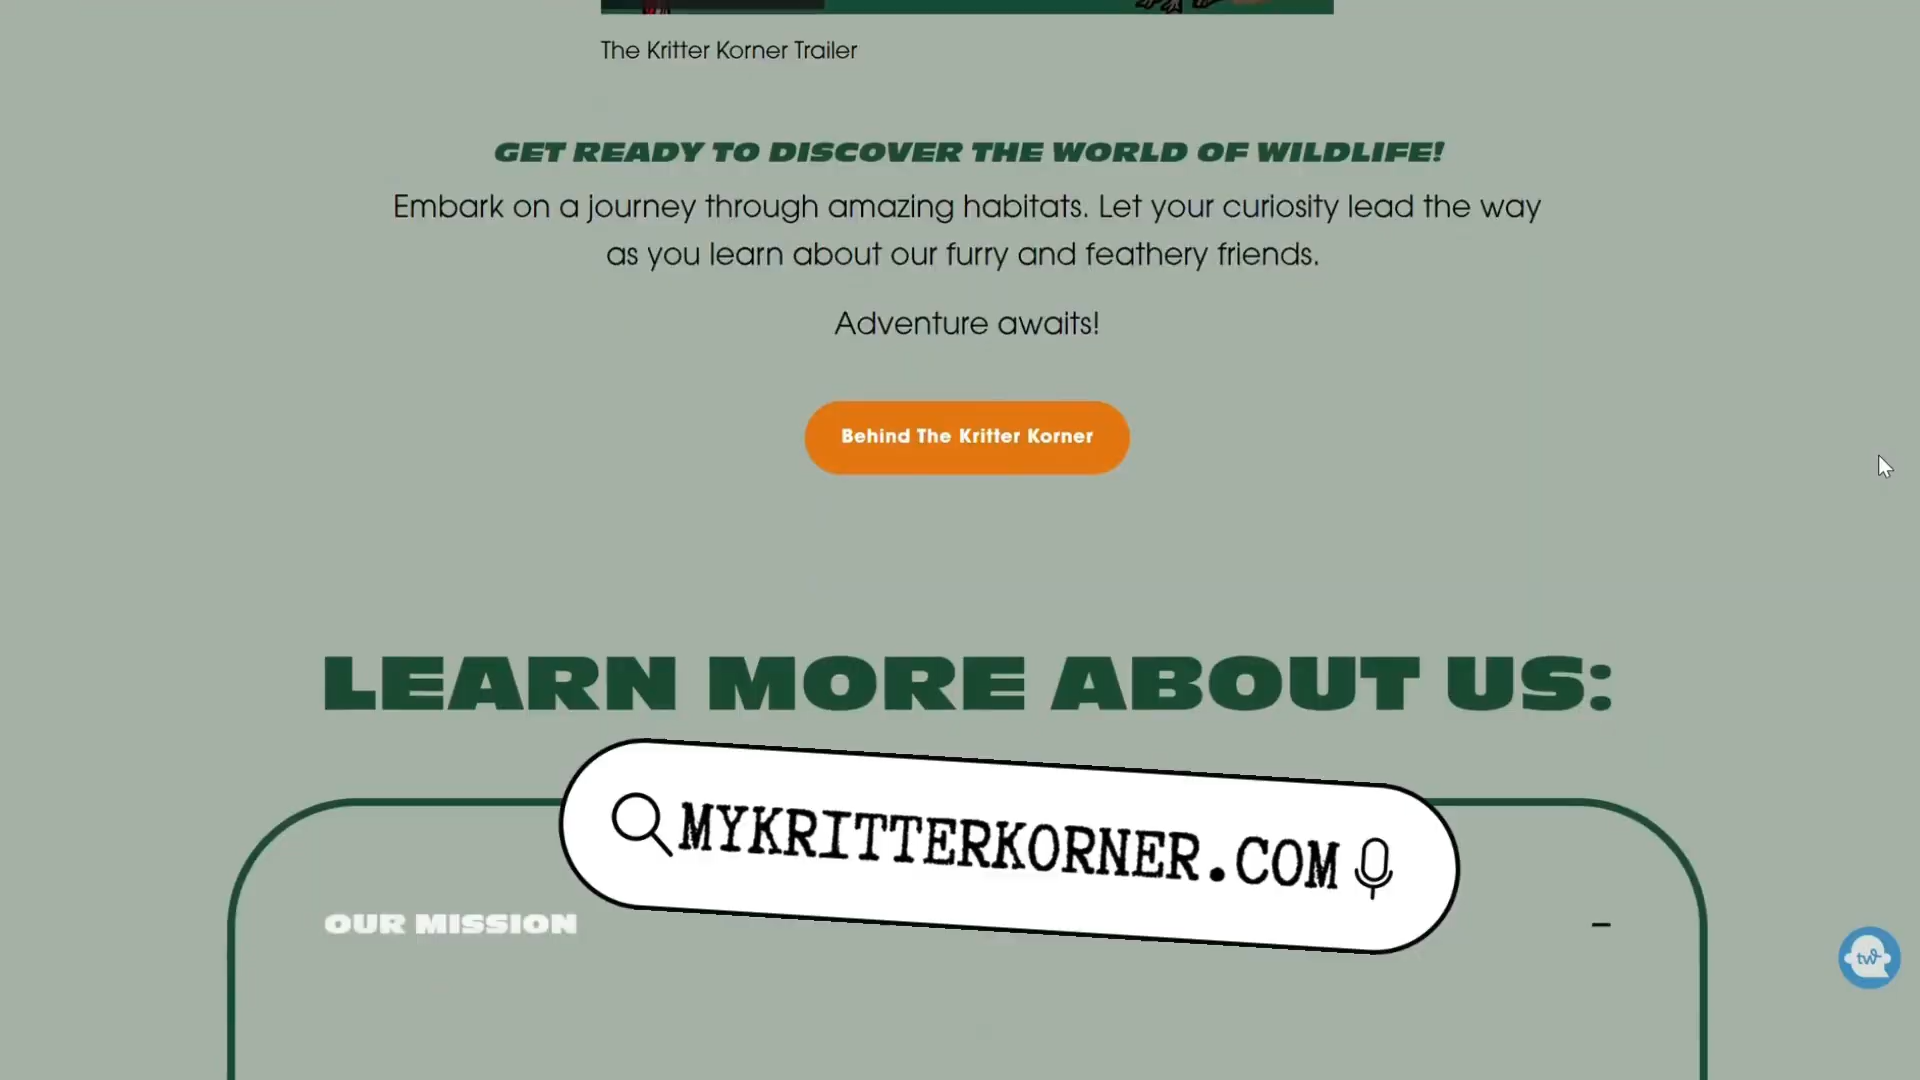 The Kritter Korner Trailer
GET READY TO DISCOVER THE WORLD OF WILDLIFE!
Embark on a journey through amazing habitats. Let your curiosity lead the way
as you learn about our furry and feathery friends.
Adventure awaits!
Behind The Kritter Korner
LEARN MORE ABOUT US:
MYKRITTERKORNER.COM
OUR MISSION
tw